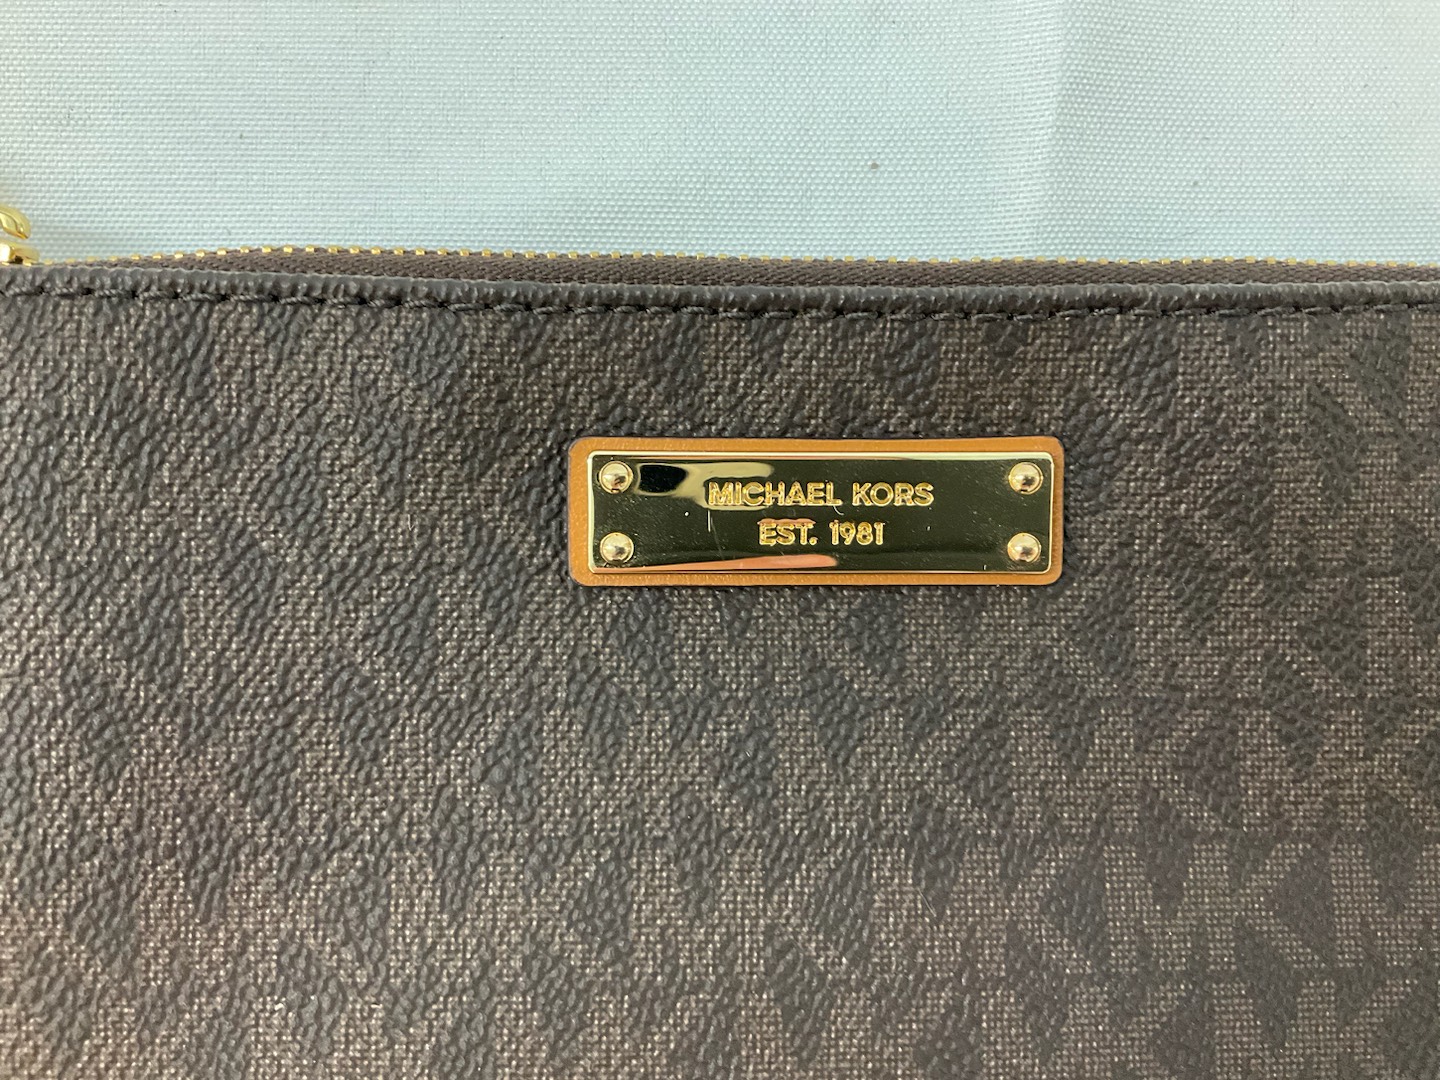 MICHAEL KORS
EST. 1981